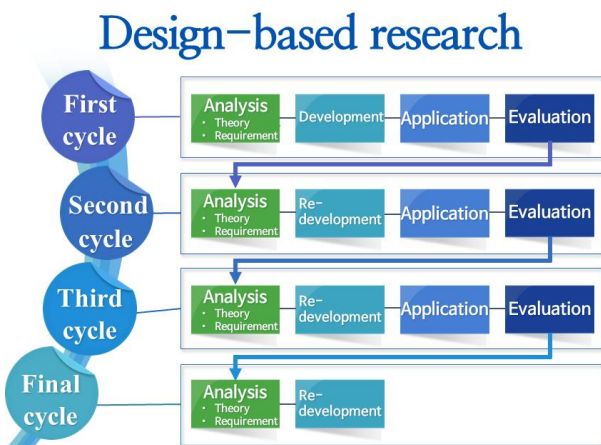 Design-based research
First
cycle
Analysis
• Theory
• Requirement
Development
Application
Evaluation
Second
cycle
Analysis
• Theory
• Requirement
Re-
development
Application
Evaluation
Third
cycle
Analysis
• Theory
• Requirement
Re-
development
Application
Evaluation
Final
cycle
Analysis
• Theory
• Requirement
Re-
development